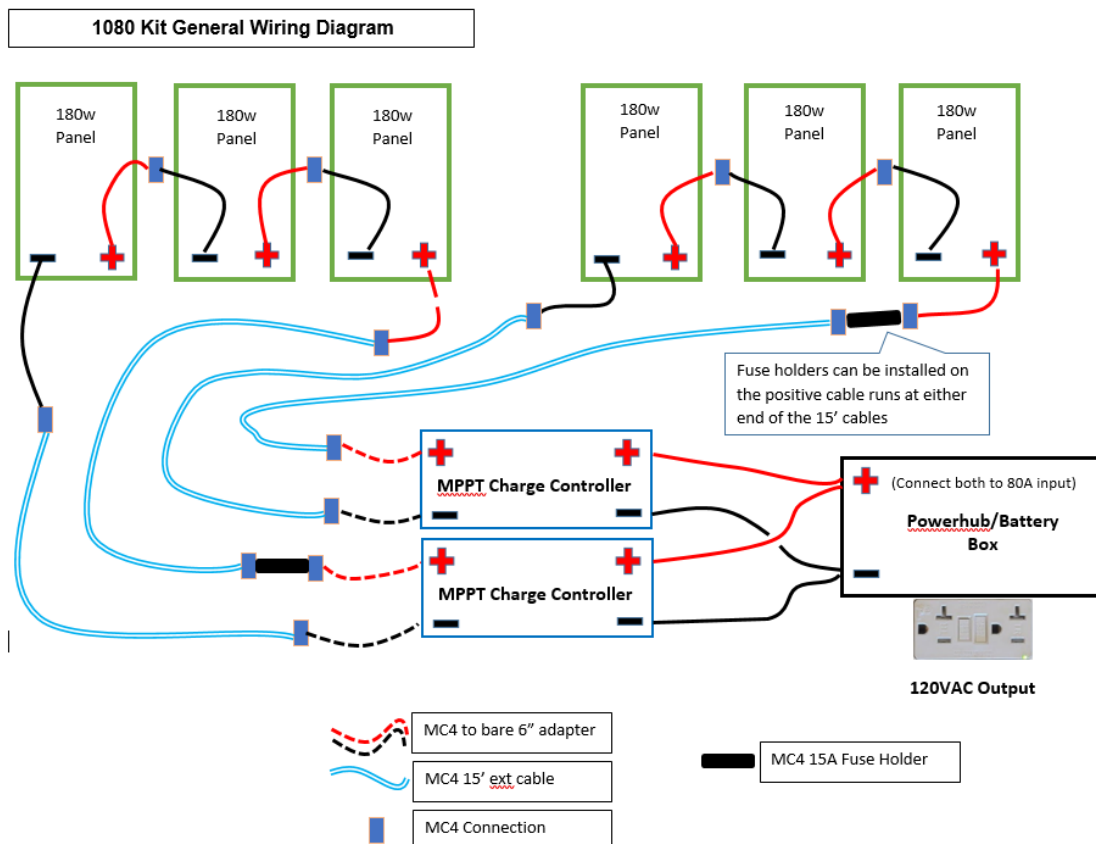 1080 Kit General Wiring Diagram
180w
Panel
180w
Panel
180w
Panel
180w
Panel
180w
Panel
180w
Panel
Fuse holders can be installed on
the positive cable runs at either
end of the 15’ cables
MPPT Charge Controller
(Connect both to 80A input)
Powerhub/Battery
Box
MPPT Charge Controller
120VAC Output
MC4 to bare 6” adapter
MC4 15A Fuse Holder
MC4 15’ ext cable
MC4 Connection